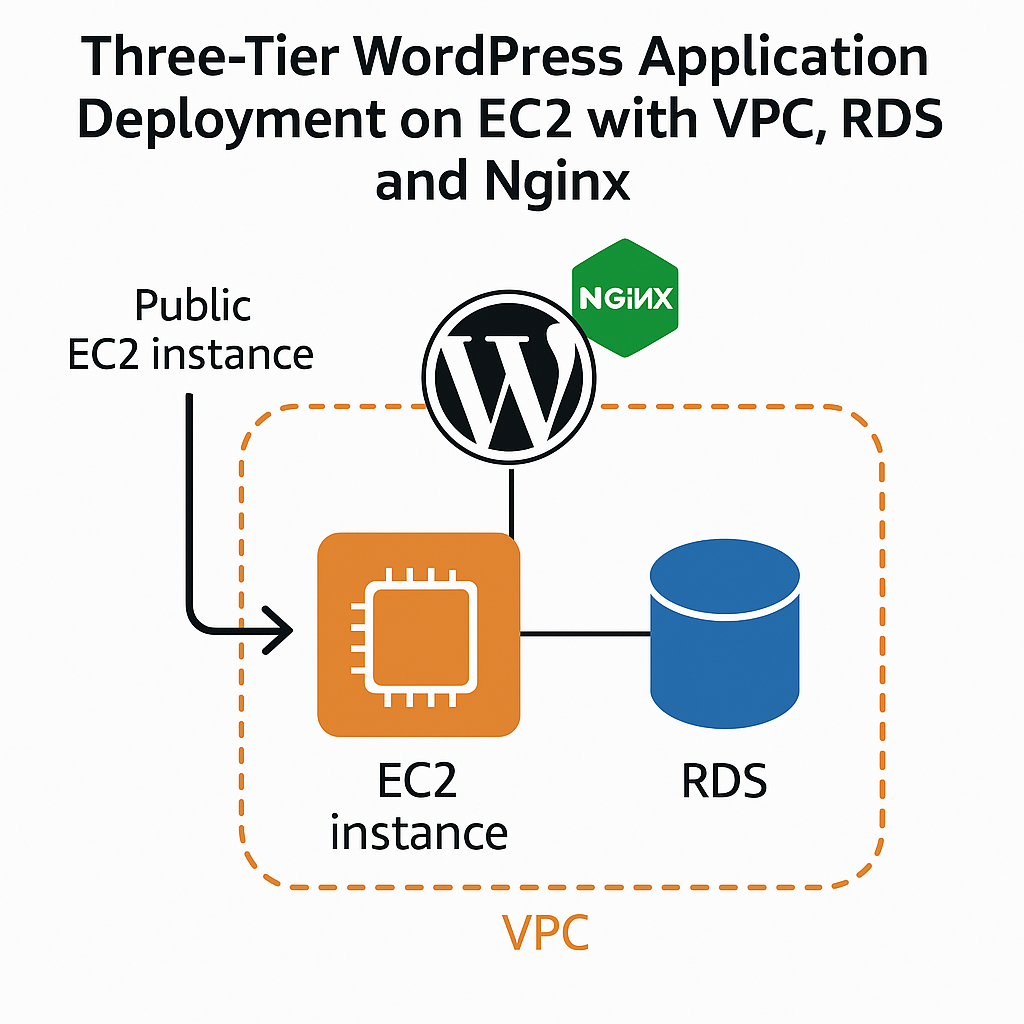 Three-Tier WordPress Application
Deployment on EC2 with VPC, RDS
and Nginx
NGiNX
Public
EC2 instance
W
EC2
instance
RDS
VPC